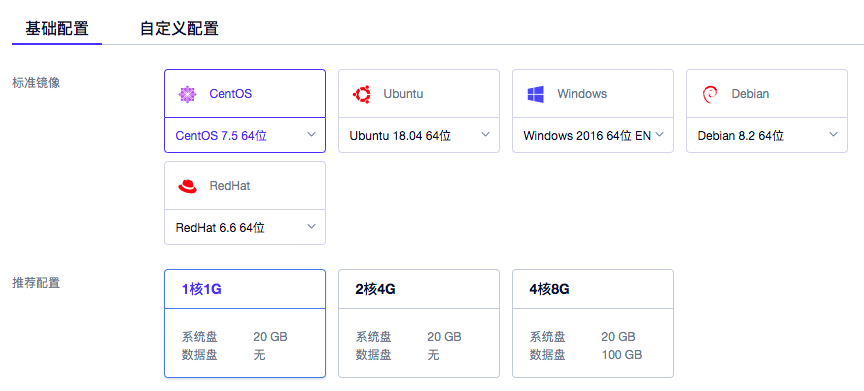 基础配置 自定义配置
标准镜像 CentOS Ubuntu Windows Debian
CentOS 7.5 64位 Ubuntu 18.04 64位 Windows 2016 64位 EN Debian 8.2 64位
RedHat
RedHat 6.6 64位
推荐配置 1核1G 2核4G 4核8G
系统盘 20 GB 系统盘 20 GB 系统盘 20 GB
数据盘 无 数据盘 无 数据盘 100 GB